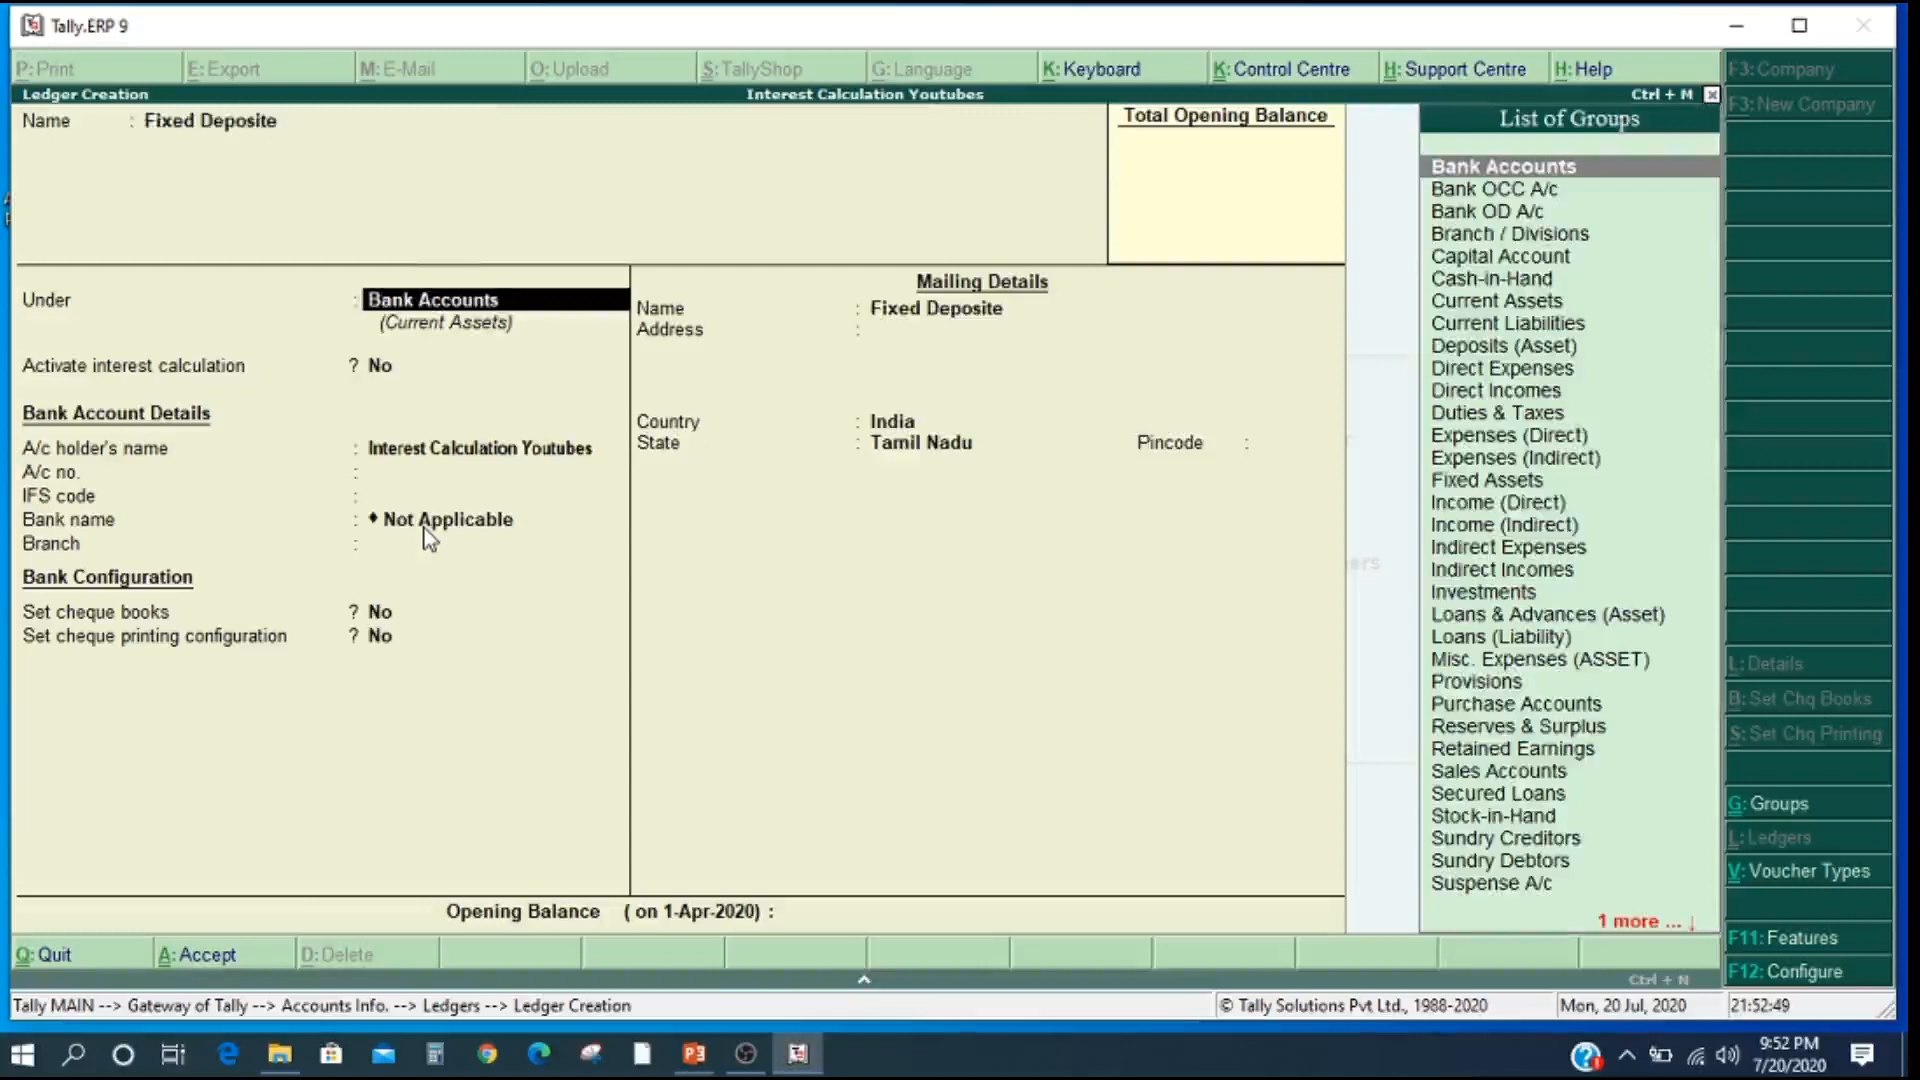 Tally.ERP 9
P: Print E: Export M: E-Mail O: Upload S: TallyShop G: Language K: Keyboard K: Control Centre H: Support Centre H: Help
Ledger Creation Interest Calculation Youtubes Ctrl + M
Name : Fixed Deposite
Total Opening Balance
Under : Bank Accounts
(Current Assets)
Activate interest calculation ? No
Bank Account Details
A/c holder's name : Interest Calculation Youtubes
A/c no. :
IFS code :
Bank name : ♦ Not Applicable
Branch :
Bank Configuration
Set cheque books ? No
Set cheque printing configuration ? No
Mailing Details
Name : Fixed Deposite
Address :
Country : India
State : Tamil Nadu Pincode :
Opening Balance ( on 1-Apr-2020) :
List of Groups
Bank Accounts
Bank OCC A/c
Bank OD A/c
Branch / Divisions
Capital Account
Cash-in-Hand
Current Assets
Current Liabilities
Deposits (Asset)
Direct Expenses
Direct Incomes
Duties & Taxes
Expenses (Direct)
Expenses (Indirect)
Fixed Assets
Income (Direct)
Income (Indirect)
Indirect Expenses
Indirect Incomes
Investments
Loans & Advances (Asset)
Loans (Liability)
Misc. Expenses (ASSET)
Provisions
Purchase Accounts
Reserves & Surplus
Retained Earnings
Sales Accounts
Secured Loans
Stock-in-Hand
Sundry Creditors
Sundry Debtors
Suspense A/c
1 more ... ↓
F3: Company
F3: New Company
L: Details
B: Set Chq Books
S: Set Chq Printing
G: Groups
L: Ledgers
V: Voucher Types
F11: Features
F12: Configure
Q: Quit A: Accept D: Delete
Ctrl + N
Tally MAIN --> Gateway of Tally --> Accounts Info. --> Ledgers --> Ledger Creation © Tally Solutions Pvt Ltd., 1988-2020 Mon, 20 Jul, 2020 21:52:49
9:52 PM
7/20/2020